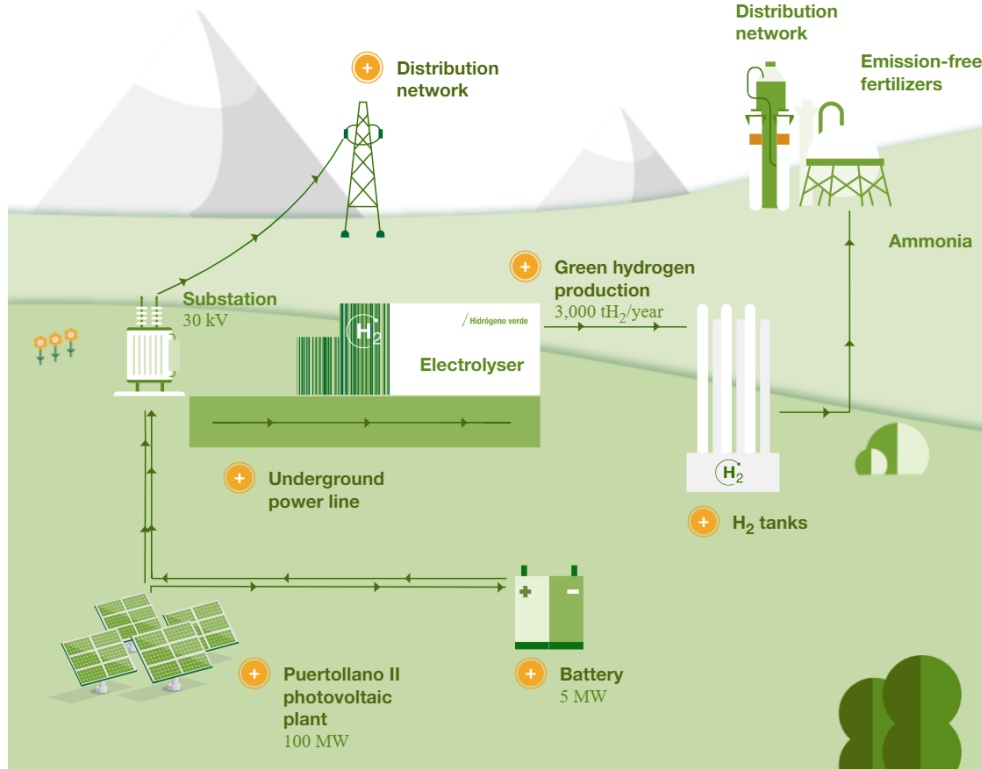 Distribution
network
Emission-free
fertilizers
Distribution
network
Ammonia
Green hydrogen
production
3,000 tH₂/year
Substation
30 kV
H₂
/ Hidrógeno verde
Electrolyser
Underground
power line
H₂
H₂ tanks
Puertollano II
photovoltaic
plant
100 MW
Battery
5 MW